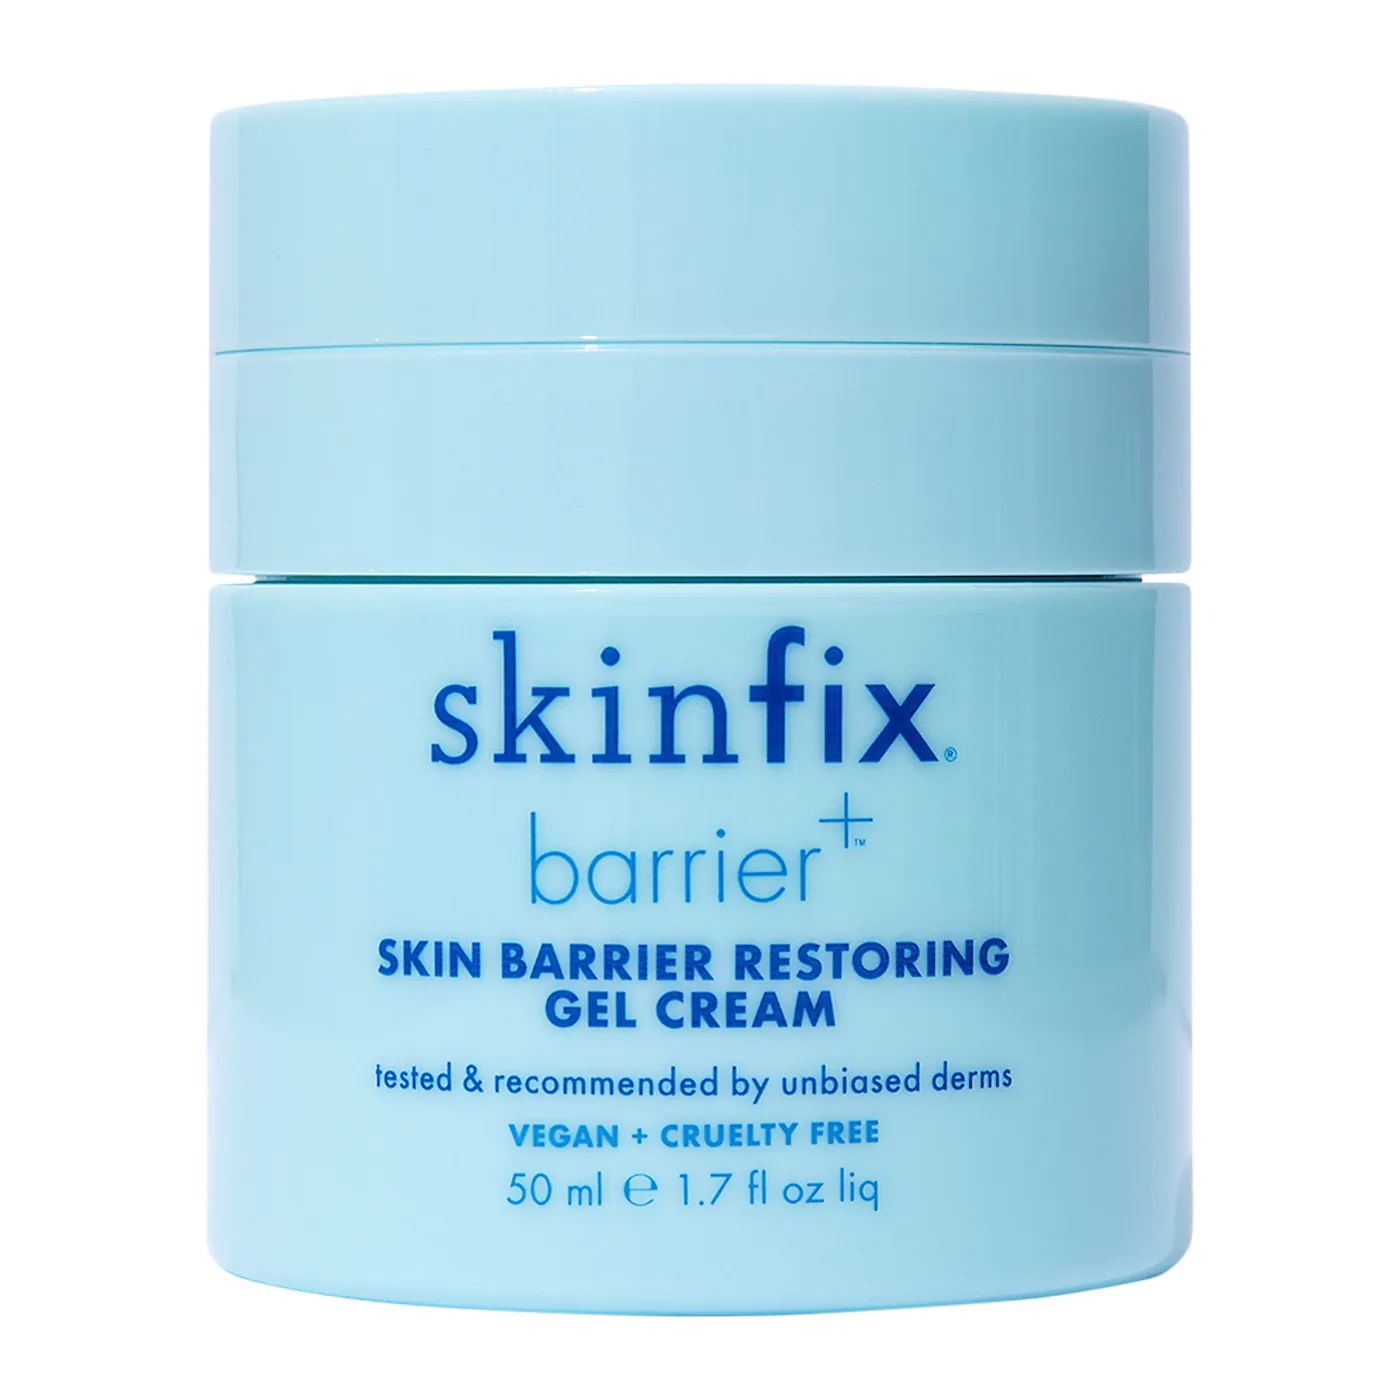 skinfix®
barrier+™
SKIN BARRIER RESTORING
GEL CREAM
tested & recommended by unbiased derms
VEGAN + CRUELTY FREE
50 ml ℮ 1.7 fl oz liq